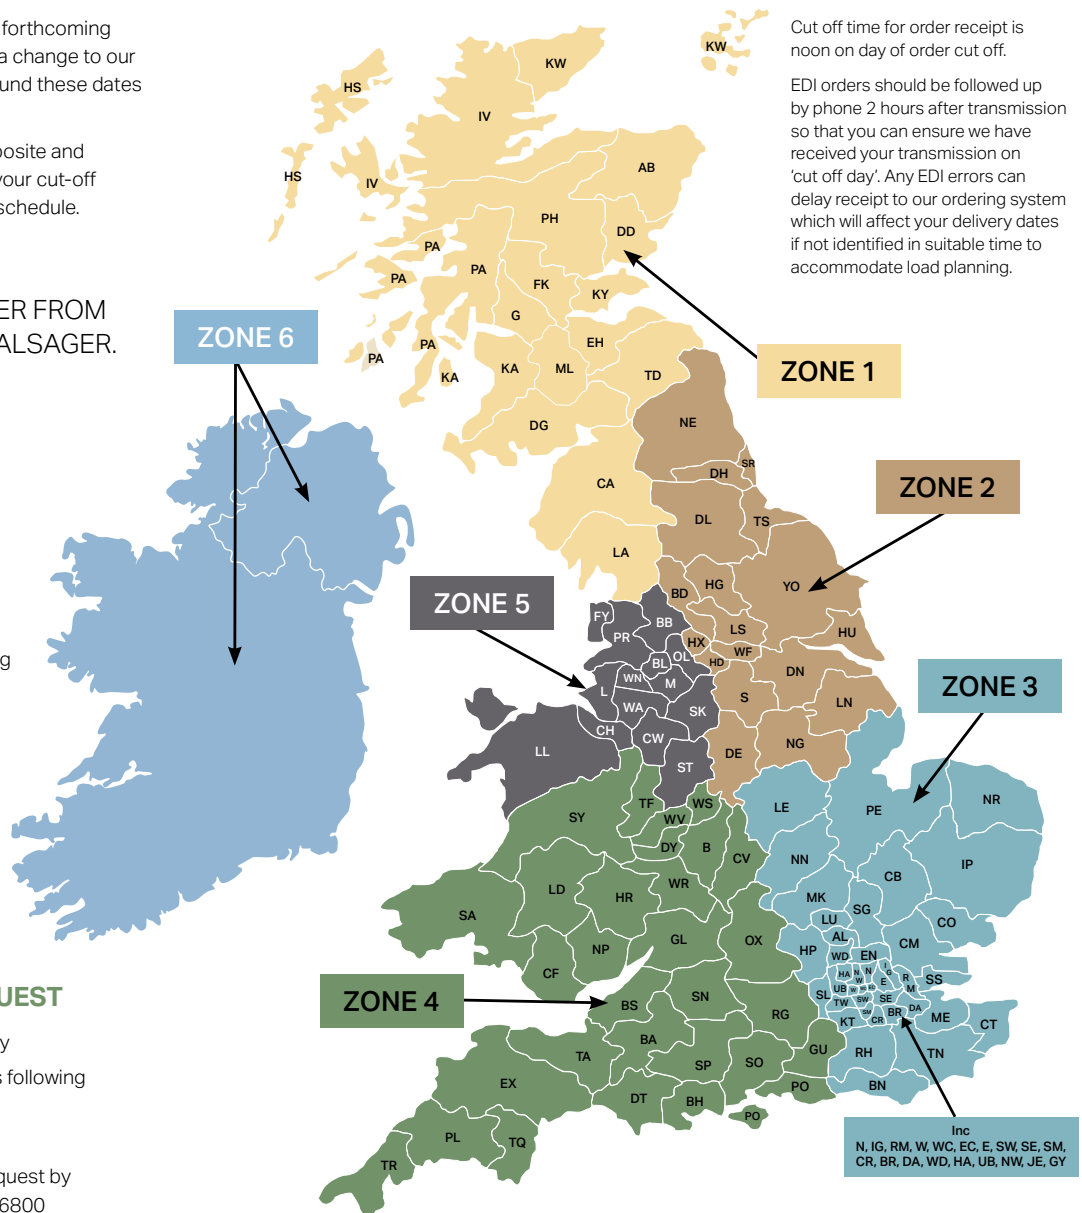 forthcoming
a change to our
und these dates
posite and
your cut-off
schedule.
ER FROM
ALSAGER.
g
UEST
y
s following
quest by
6800
Cut off time for order receipt is
noon on day of order cut off.
EDI orders should be followed up
by phone 2 hours after transmission
so that you can ensure we have
received your transmission on
‘cut off day’. Any EDI errors can
delay receipt to our ordering system
which will affect your delivery dates
if not identified in suitable time to
accommodate load planning.
ZONE 6
ZONE 1
ZONE 2
ZONE 5
ZONE 3
ZONE 4
KW
KW
HS
IV
HS
IV
AB
PH
DD
PA
PA
PA
FK
KY
G
EH
PA
PA
KA
KA
ML
TD
DG
CA
LA
NE
SR
DH
DL
TS
BD
HG
YO
LS
HU
HX
WF
HD
DN
S
LN
DE
NG
FY
PR
BB
OL
BL
WN
M
L
WA
SK
CH
CW
LL
ST
TF
WS
SY
WV
DY
B
CV
LD
HR
WR
SA
NP
GL
OX
CF
BS
SN
RG
BA
TA
SP
SO
GU
EX
PO
DT
BH
PO
PL
TQ
TR
LE
PE
NR
NN
CB
IP
MK
SG
LU
CO
AL
HP
WD
EN
CM
HA
N
W
N
I
G
R
M
SS
E
UB
W
WC
EC
SL
TW
SW
SE
SM
BR
DA
ME
CT
KT
CR
RH
TN
BN
Inc
N, IG, RM, W, WC, EC, E, SW, SE, SM,
CR, BR, DA, WD, HA, UB, NW, JE, GY